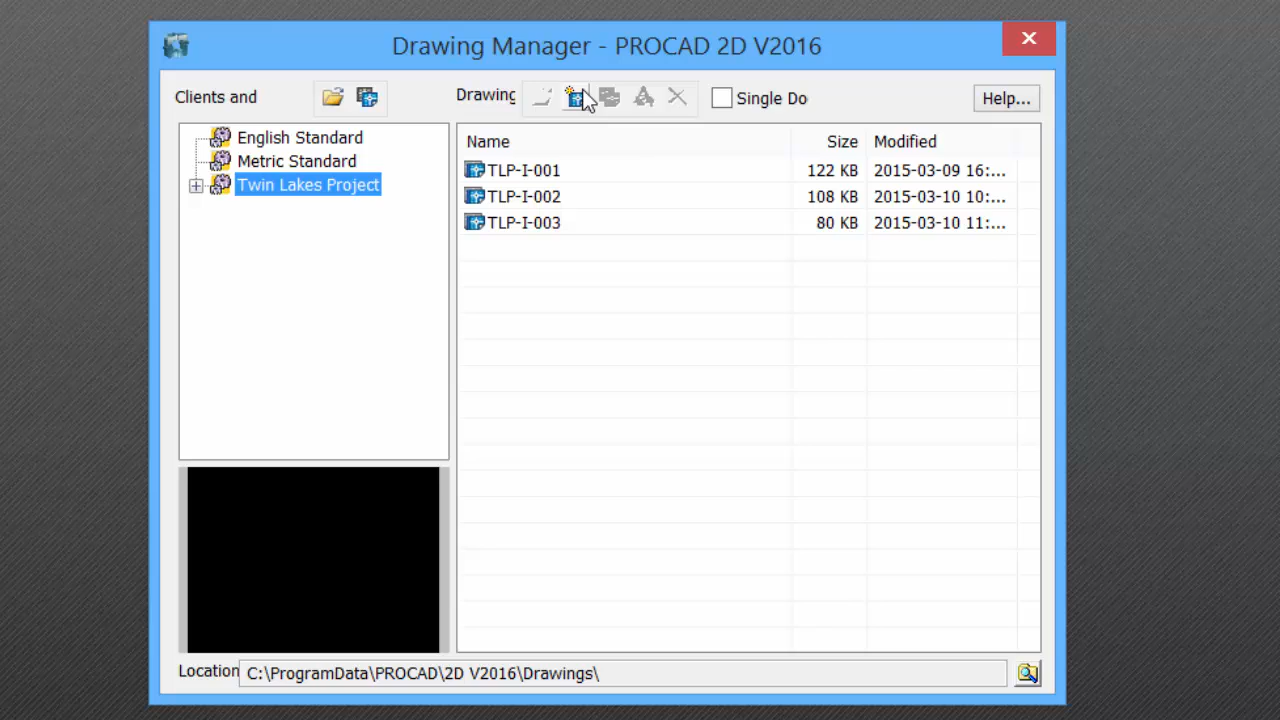 Drawing Manager - PROCAD 2D V2016
Clients and
Drawing
Single Do
Help...
English Standard
Metric Standard
Twin Lakes Project
Name Size Modified
TLP-I-001 122 KB 2015-03-09 16:...
TLP-I-002 108 KB 2015-03-10 10:...
TLP-I-003 80 KB 2015-03-10 11:...
Location C:\ProgramData\PROCAD\2D V2016\Drawings\